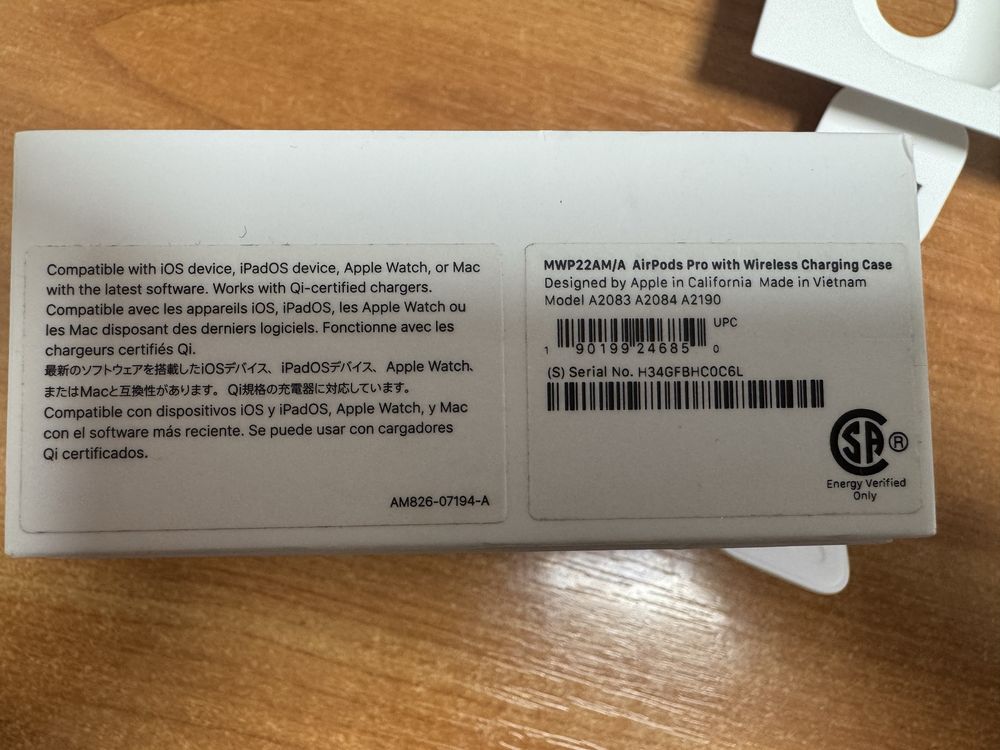 Compatible with iOS device, iPadOS device, Apple Watch, or Mac
with the latest software. Works with Qi-certified chargers.
Compatible avec les appareils iOS, iPadOS, les Apple Watch ou
les Mac disposant des derniers logiciels. Fonctionne avec les
chargeurs certifiés Qi.
最新のソフトウェアを搭載したiOSデバイス、iPadOSデバイス、Apple Watch、
またはMacと互換性があります。Qi規格の充電器に対応しています。
Compatible con dispositivos iOS y iPadOS, Apple Watch, y Mac
con el software más reciente. Se puede usar con cargadores
Qi certificados.
AM826-07194-A
MWP22AM/A AirPods Pro with Wireless Charging Case
Designed by Apple in California Made in Vietnam
Model A2083 A2084 A2190
UPC
1 90199 24685 0
(S) Serial No. H34GFBHC0C6L
SA ®
Energy Verified
Only